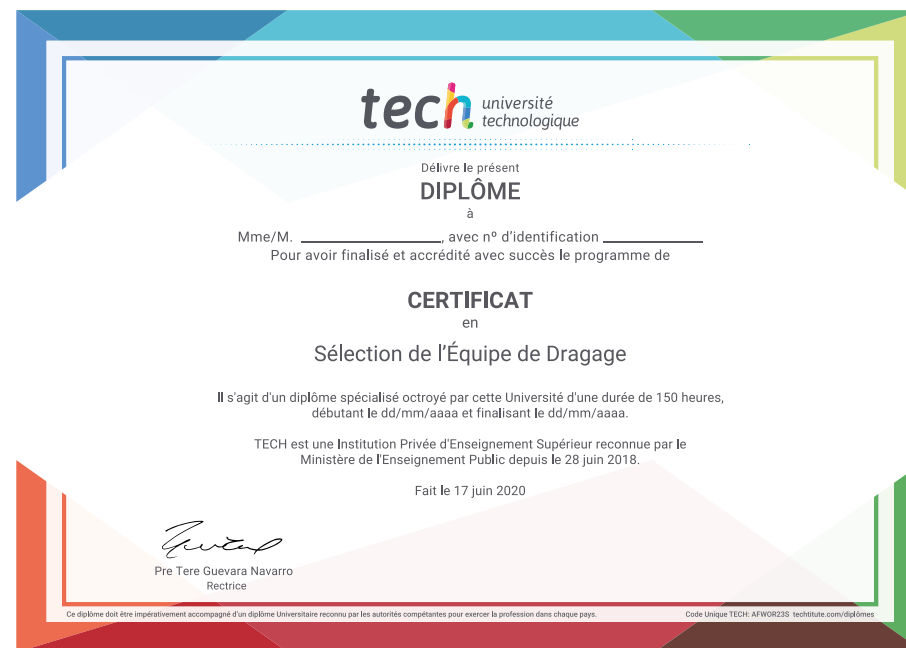 tech université
technologique
Délivre le présent
DIPLÔME
à
Mme/M. ____________________, avec nº d'identification ______________
Pour avoir finalisé et accrédité avec succès le programme de
CERTIFICAT
en
Sélection de l'Équipe de Dragage
Il s'agit d'un diplôme spécialisé octroyé par cette Université d'une durée de 150 heures,
débutant le dd/mm/aaaa et finalisant le dd/mm/aaaa.
TECH est une Institution Privée d'Enseignement Supérieur reconnue par le
Ministère de l'Enseignement Public depuis le 28 juin 2018.
Fait le 17 juin 2020
Pre Tere Guevara Navarro
Rectrice
Ce diplôme doit être impérativement accompagné d'un diplôme Universitaire reconnu par les autorités compétentes pour exercer la profession dans chaque pays.
Code Unique TECH: AFWOR23S techtitute.com/diplômes